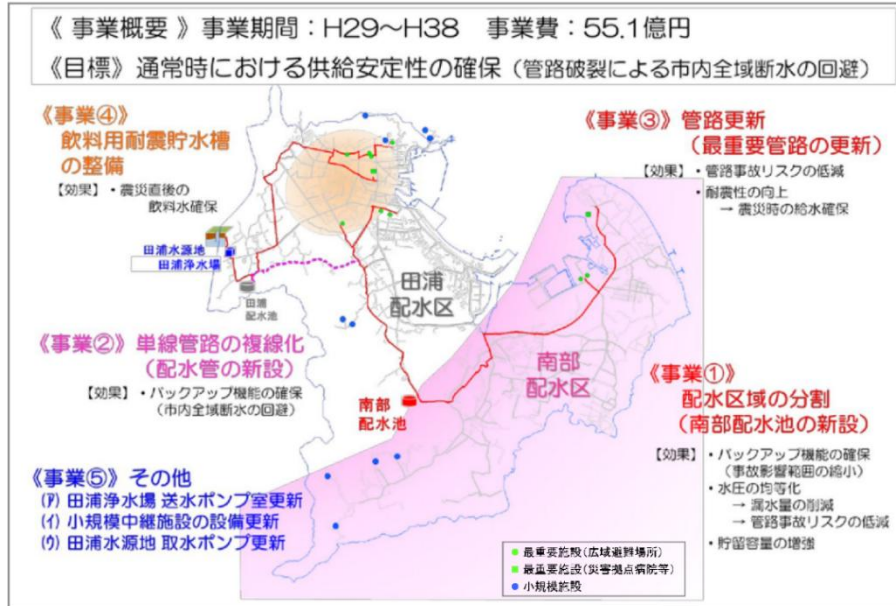 《 事業概要 》事業期間：H29～H38　事業費：55.1億円
《目標》通常時における供給安定性の確保（管路破裂による市内全域断水の回避）
《事業④》
飲料用耐震貯水槽
の整備
【効果】・震災直後の
飲料水確保
《事業③》管路更新
（最重要管路の更新）
【効果】・管路事故リスクの低減
・耐震性の向上
→ 震災時の給水確保
田浦水源地
田浦浄水場
田浦
配水池
田浦
配水区
《事業②》単線管路の複線化
（配水管の新設）
【効果】・バックアップ機能の確保
（市内全域断水の回避）
南部
配水池
南部
配水区
《事業①》
配水区域の分割
（南部配水池の新設）
【効果】・バックアップ機能の確保
（事故影響範囲の縮小）
・水圧の均等化
→ 漏水量の削減
→ 管路事故リスクの低減
・貯留容量の増強
《事業⑤》その他
(ｱ) 田浦浄水場 送水ポンプ室更新
(ｲ) 小規模中継施設の設備更新
(ｳ) 田浦水源地 取水ポンプ更新
最重要施設（広域避難場所）
最重要施設（災害拠点病院等）
小規模施設